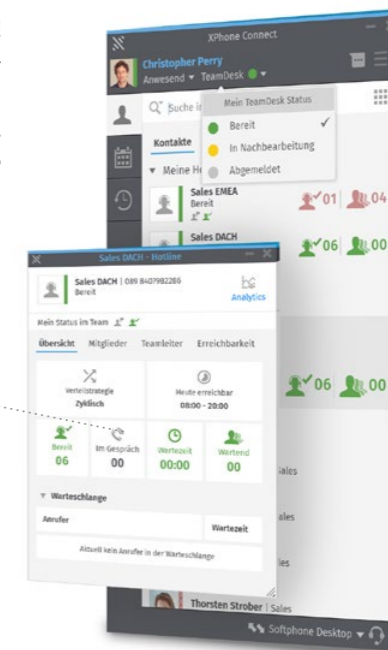 XPhone Connect
Christopher Perry
Anwesend TeamDesk
Suche i
Mein TeamDesk Status
Bereit
In Nachbearbeitung
Abgemeldet
Kontakte
Meine Ho
Sales EMEA
Bereit
01 04
Sales DACH
06 00
Sales DACH - Hotline
Sales DACH | 089 8407982286
Bereit
Analytics
Mein Status im Team
Übersicht Mitglieder Teamleiter Erreichbarkeit
Verteilstrategie
Zyklisch
Heute erreichbar
08:00 - 20:00
Bereit
06
Im Gespräch
00
Wartezeit
00:00
Wartend
00
06 00
Warteschlange
Anrufer Wartezeit
Aktuell kein Anrufer in der Warteschlange
Thorsten Strober | Sales
Softphone Desktop